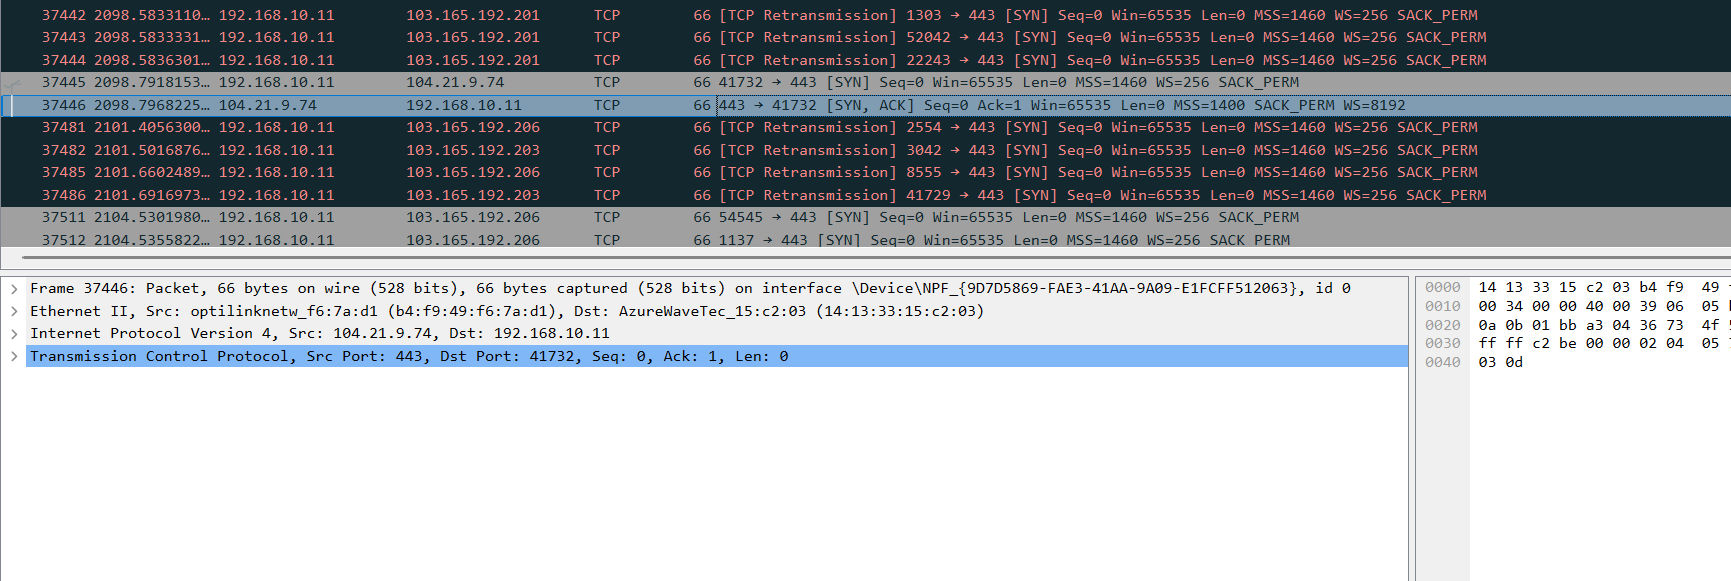 37442 2098.5833110… 192.168.10.11 103.165.192.201 TCP 66 [TCP Retransmission] 1303 → 443 [SYN] Seq=0 Win=65535 Len=0 MSS=1460 WS=256 SACK_PERM
37443 2098.5833331… 192.168.10.11 103.165.192.201 TCP 66 [TCP Retransmission] 52042 → 443 [SYN] Seq=0 Win=65535 Len=0 MSS=1460 WS=256 SACK_PERM
37444 2098.5836301… 192.168.10.11 103.165.192.201 TCP 66 [TCP Retransmission] 22243 → 443 [SYN] Seq=0 Win=65535 Len=0 MSS=1460 WS=256 SACK_PERM
37445 2098.7918153… 192.168.10.11 104.21.9.74 TCP 66 41732 → 443 [SYN] Seq=0 Win=65535 Len=0 MSS=1460 WS=256 SACK_PERM
37446 2098.7968225… 104.21.9.74 192.168.10.11 TCP 66 443 → 41732 [SYN, ACK] Seq=0 Ack=1 Win=65535 Len=0 MSS=1400 SACK_PERM WS=8192
37481 2101.4056300… 192.168.10.11 103.165.192.206 TCP 66 [TCP Retransmission] 2554 → 443 [SYN] Seq=0 Win=65535 Len=0 MSS=1460 WS=256 SACK_PERM
37482 2101.5016876… 192.168.10.11 103.165.192.203 TCP 66 [TCP Retransmission] 3042 → 443 [SYN] Seq=0 Win=65535 Len=0 MSS=1460 WS=256 SACK_PERM
37485 2101.6602489… 192.168.10.11 103.165.192.206 TCP 66 [TCP Retransmission] 8555 → 443 [SYN] Seq=0 Win=65535 Len=0 MSS=1460 WS=256 SACK_PERM
37486 2101.6916973… 192.168.10.11 103.165.192.203 TCP 66 [TCP Retransmission] 41729 → 443 [SYN] Seq=0 Win=65535 Len=0 MSS=1460 WS=256 SACK_PERM
37511 2104.5301980… 192.168.10.11 103.165.192.206 TCP 66 54545 → 443 [SYN] Seq=0 Win=65535 Len=0 MSS=1460 WS=256 SACK_PERM
37512 2104.5355822… 192.168.10.11 103.165.192.206 TCP 66 1137 → 443 [SYN] Seq=0 Win=65535 Len=0 MSS=1460 WS=256 SACK_PERM
Frame 37446: Packet, 66 bytes on wire (528 bits), 66 bytes captured (528 bits) on interface \Device\NPF_{9D7D5869-FAE3-41AA-9A09-E1FCFF512063}, id 0
Ethernet II, Src: optilinknetw_f6:7a:d1 (b4:f9:49:f6:7a:d1), Dst: AzureWaveTec_15:c2:03 (14:13:33:15:c2:03)
Internet Protocol Version 4, Src: 104.21.9.74, Dst: 192.168.10.11
Transmission Control Protocol, Src Port: 443, Dst Port: 41732, Seq: 0, Ack: 1, Len: 0
0000 14 13 33 15 c2 03 b4 f9 49
0010 00 34 00 00 40 00 39 06 05
0020 0a 0b 01 bb a3 04 36 73 4f
0030 ff ff c2 be 00 00 02 04 05
0040 03 0d